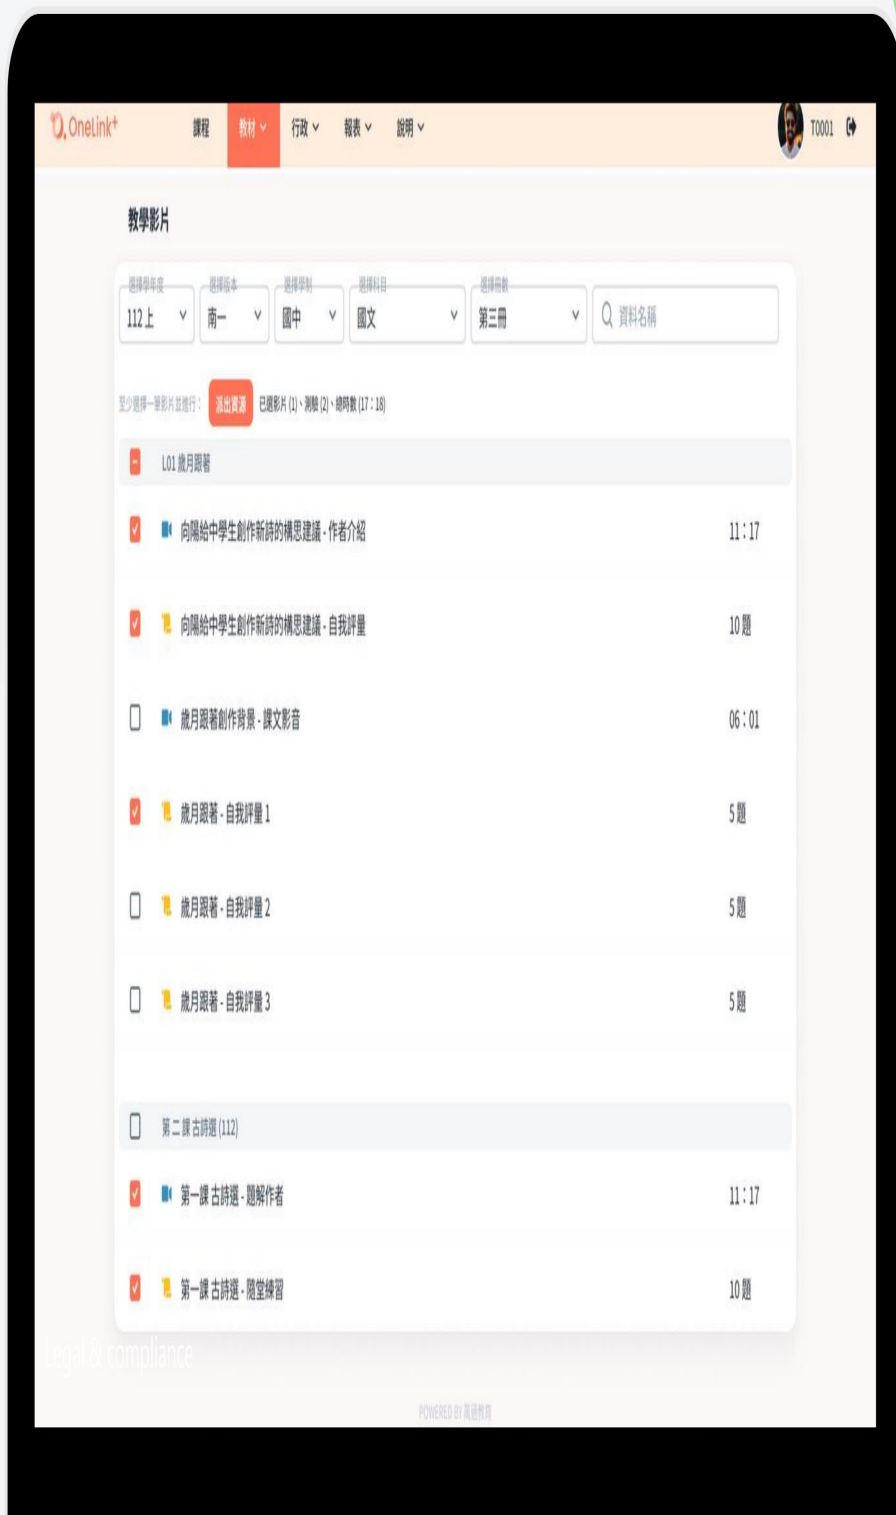 OneLink+ 課程 教材 行政 報表 說明 T0001
教學影片
選擇學年度 選擇版本 選擇學制 選擇科目 選擇冊數
112上 南一 國中 國文 第三冊 資料名稱
至少選擇一筆影片並進行： 派出資源 已選影片 (1)、測驗 (2)、總時數 (17：18)
L01 歲月跟著
向陽給中學生創作新詩的構思建議 - 作者介紹 11：17
向陽給中學生創作新詩的構思建議 - 自我評量 10 題
歲月跟著創作背景 - 課文影音 06：01
歲月跟著 - 自我評量 1 5 題
歲月跟著 - 自我評量 2 5 題
歲月跟著 - 自我評量 3 5 題
第二課 古詩選 (112)
第一課 古詩選 - 題解作者 11：17
第一課 古詩選 - 隨堂練習 10 題
Legal & compliance
POWERED BY 萬通教育